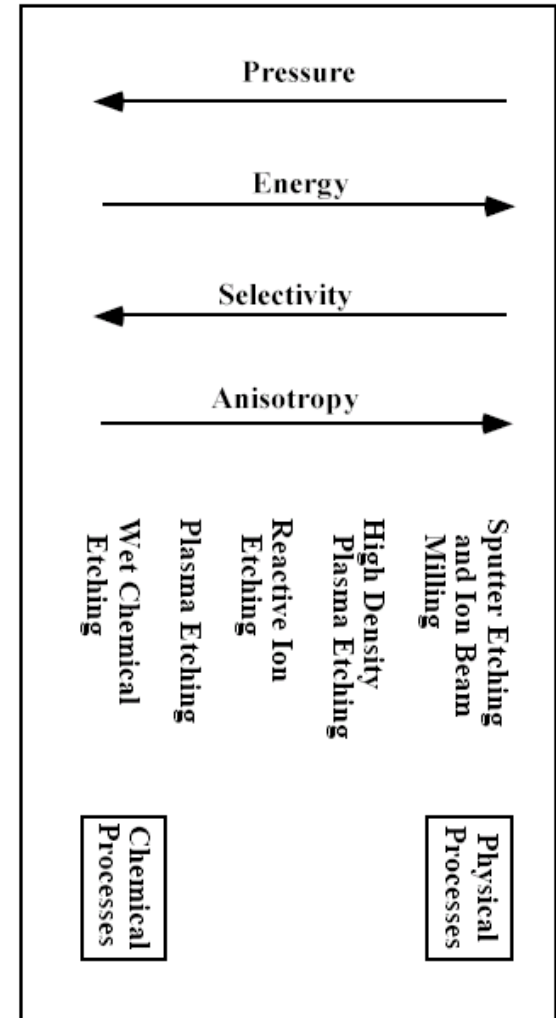 Pressure
Energy
Selectivity
Anisotropy
Wet Chemical
Etching
Plasma Etching
Reactive Ion
Etching
High Density
Plasma Etching
Sputter Etching
and Ion Beam
Milling
Chemical
Processes
Physical
Processes